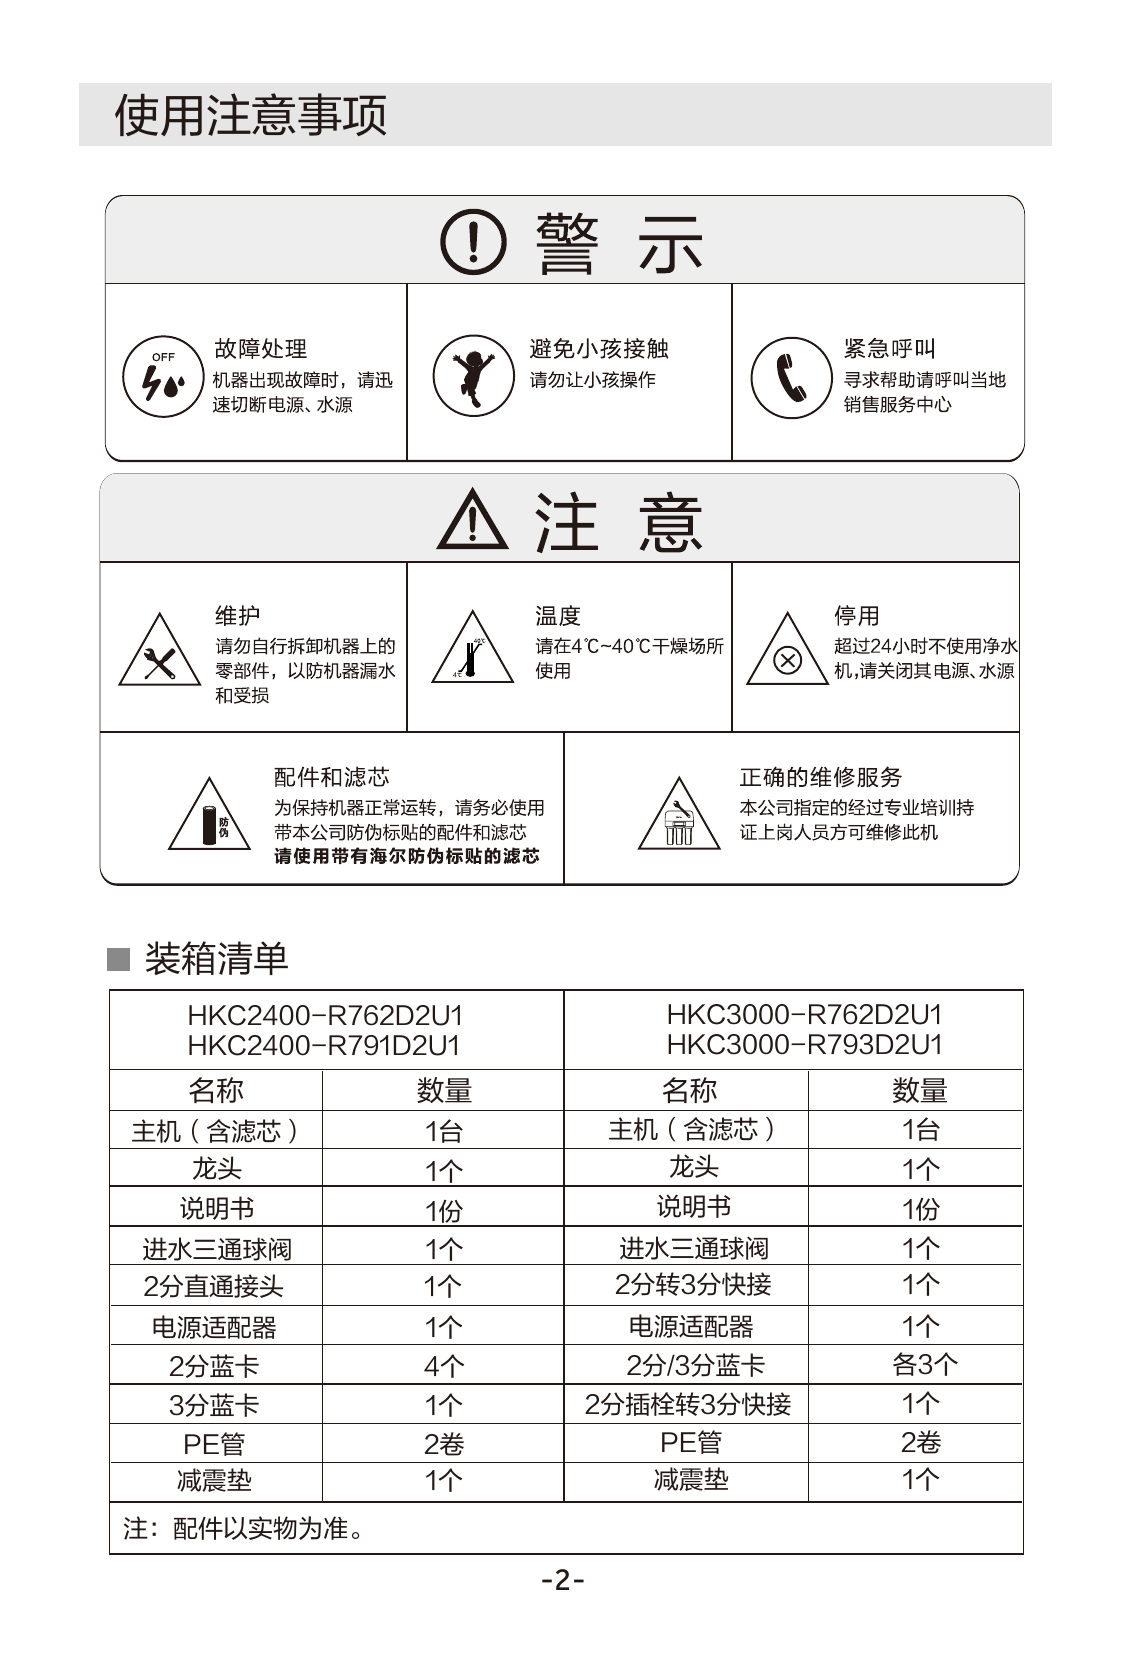 使用注意事项
警 示
OFF
故障处理
机器出现故障时，请迅
速切断电源、水源
避免小孩接触
请勿让小孩操作
紧急呼叫
寻求帮助请呼叫当地
销售服务中心
注 意
维护
请勿自行拆卸机器上的
零部件，以防机器漏水
和受损
40℃
4℃
温度
请在4℃~40℃干燥场所
使用
停用
超过24小时不使用净水
机,请关闭其电源、水源
防
伪
配件和滤芯
为保持机器正常运转，请务必使用
带本公司防伪标贴的配件和滤芯
请使用带有海尔防伪标贴的滤芯
正确的维修服务
本公司指定的经过专业培训持
证上岗人员方可维修此机
装箱清单
HKC2400-R762D2U1 HKC3000-R762D2U1
HKC2400-R791D2U1 HKC3000-R793D2U1
名称 数量 名称 数量
主机（含滤芯） 1台 主机（含滤芯） 1台
龙头 1个 龙头 1个
说明书 1份 说明书 1份
进水三通球阀 1个 进水三通球阀 1个
2分直通接头 1个 2分转3分快接 1个
电源适配器 1个 电源适配器 1个
2分蓝卡 4个 2分/3分蓝卡 各3个
3分蓝卡 1个 2分插栓转3分快接 1个
PE管 2卷 PE管 2卷
减震垫 1个 减震垫 1个
注：配件以实物为准。
-2-